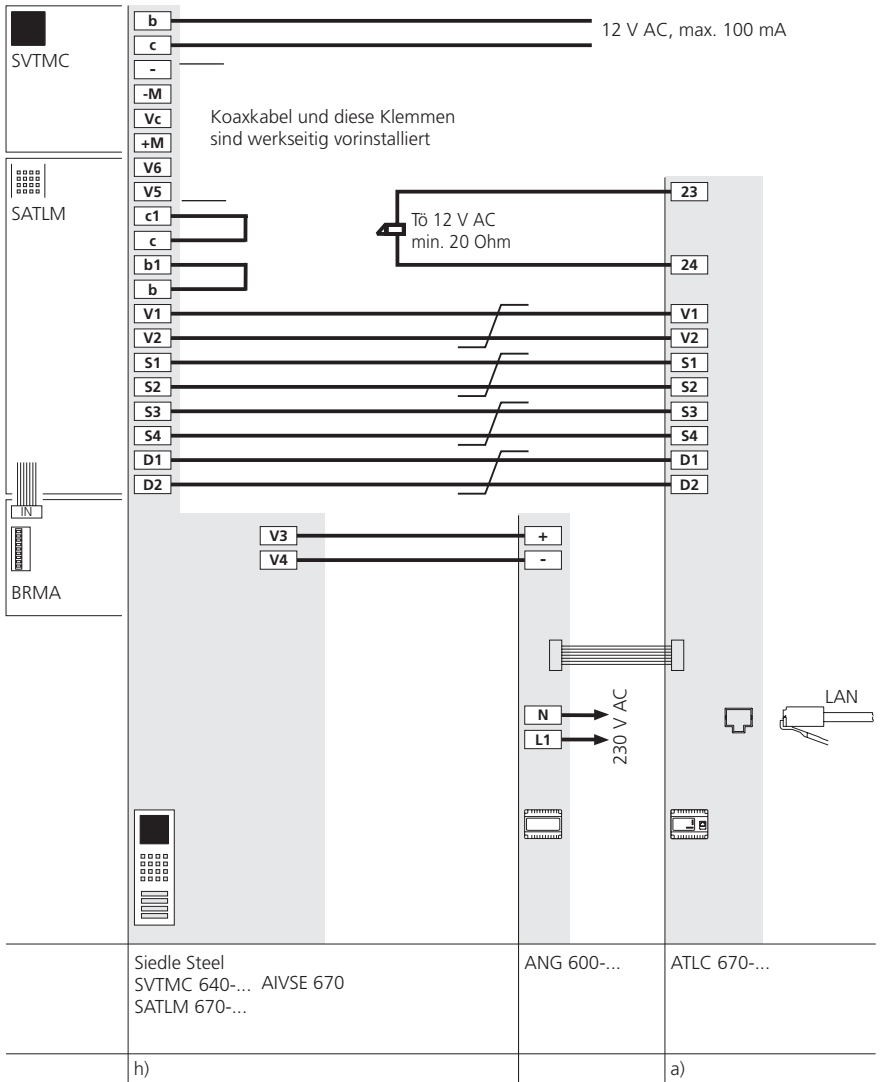 SVTMC
b
c
12 V AC, max. 100 mA
-
-M
Vc
+M
Koaxkabel und diese Klemmen
sind werkseitig vorinstalliert
V6
V5
SATLM
c1
c
b1
b
Tö 12 V AC
min. 20 Ohm
23
24
V1 V1
V2 V2
S1 S1
S2 S2
S3 S3
S4 S4
D1 D1
D2 D2
IN
BRMA
V3 +
V4 -
N
L1
230 V AC
LAN
Siedle Steel
SVTMC 640-... AIVSE 670
SATLM 670-...
ANG 600-...
ATLC 670-...
h)
a)